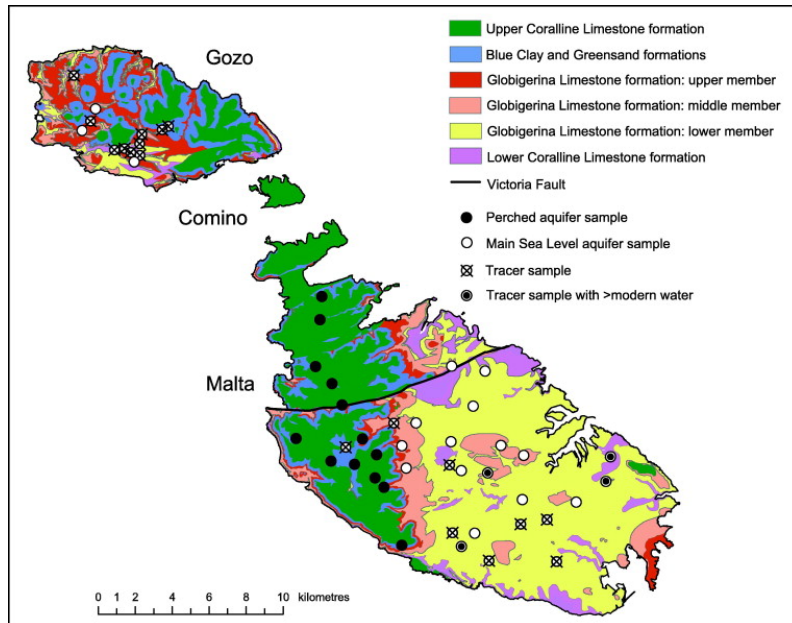 Gozo
Comino
Malta
Upper Coralline Limestone formation
Blue Clay and Greensand formations
Globigerina Limestone formation: upper member
Globigerina Limestone formation: middle member
Globigerina Limestone formation: lower member
Lower Coralline Limestone formation
Victoria Fault
Perched aquifer sample
Main Sea Level aquifer sample
Tracer sample
Tracer sample with >modern water
0 1 2 4 6 8 10 kilometres